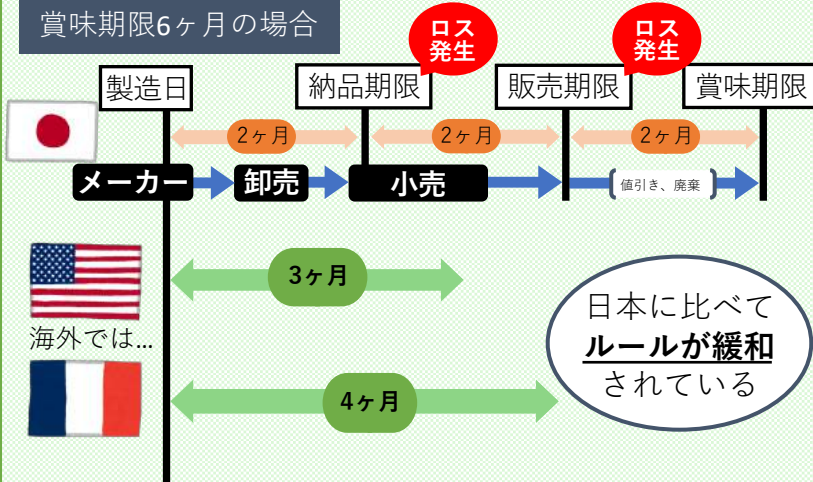 賞味期限6ヶ月の場合
ロス
発生
ロス
発生
製造日
納品期限
販売期限
賞味期限
2ヶ月
2ヶ月
2ヶ月
メーカー
卸売
小売
値引き、廃棄
3ヶ月
海外では…
4ヶ月
日本に比べて
ルールが緩和
されている